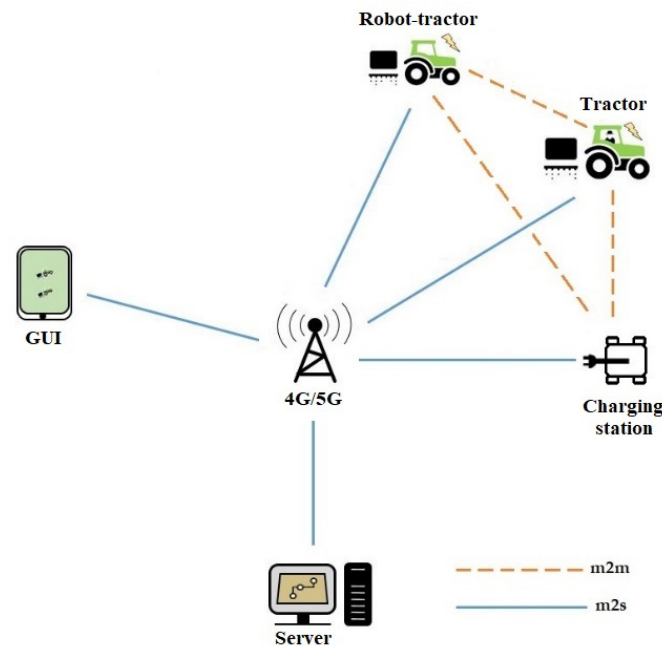 Robot-tractor
Tractor
GUI
4G/5G
Charging
station
m2m
m2s
Server